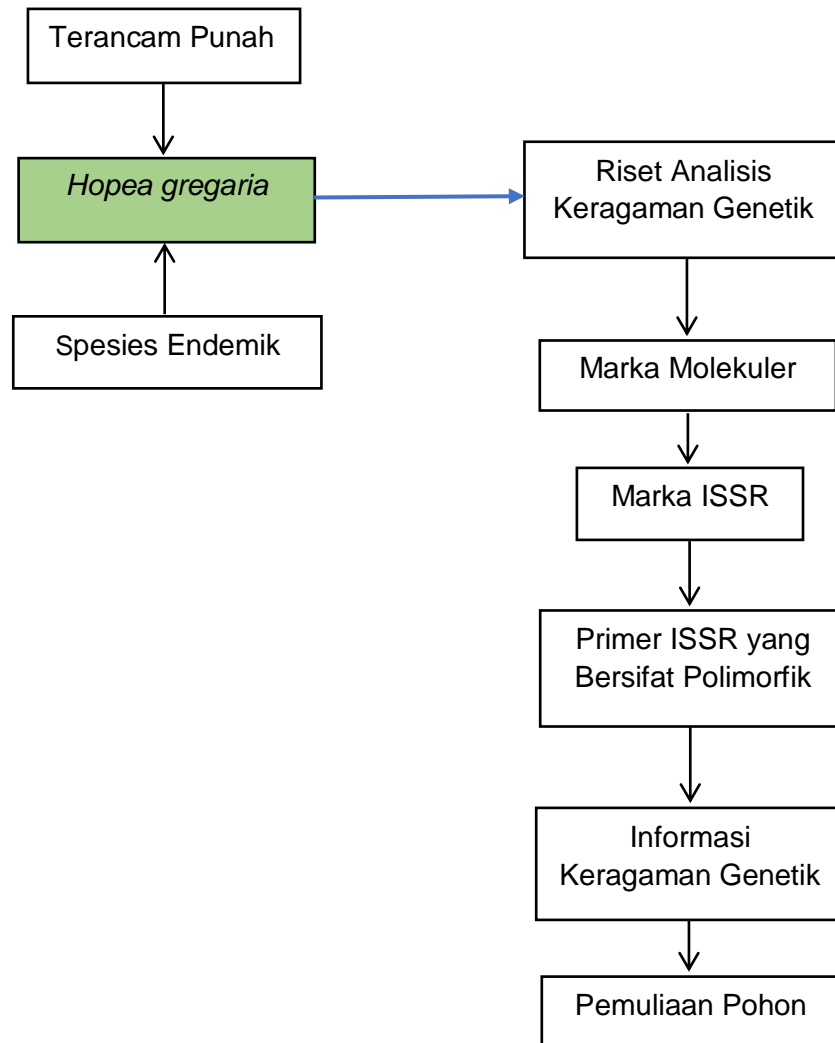 Terancam Punah
Hopea gregaria
Spesies Endemik
Riset Analisis
Keragaman Genetik
Marka Molekuler
Marka ISSR
Primer ISSR yang
Bersifat Polimorfik
Informasi
Keragaman Genetik
Pemuliaan Pohon